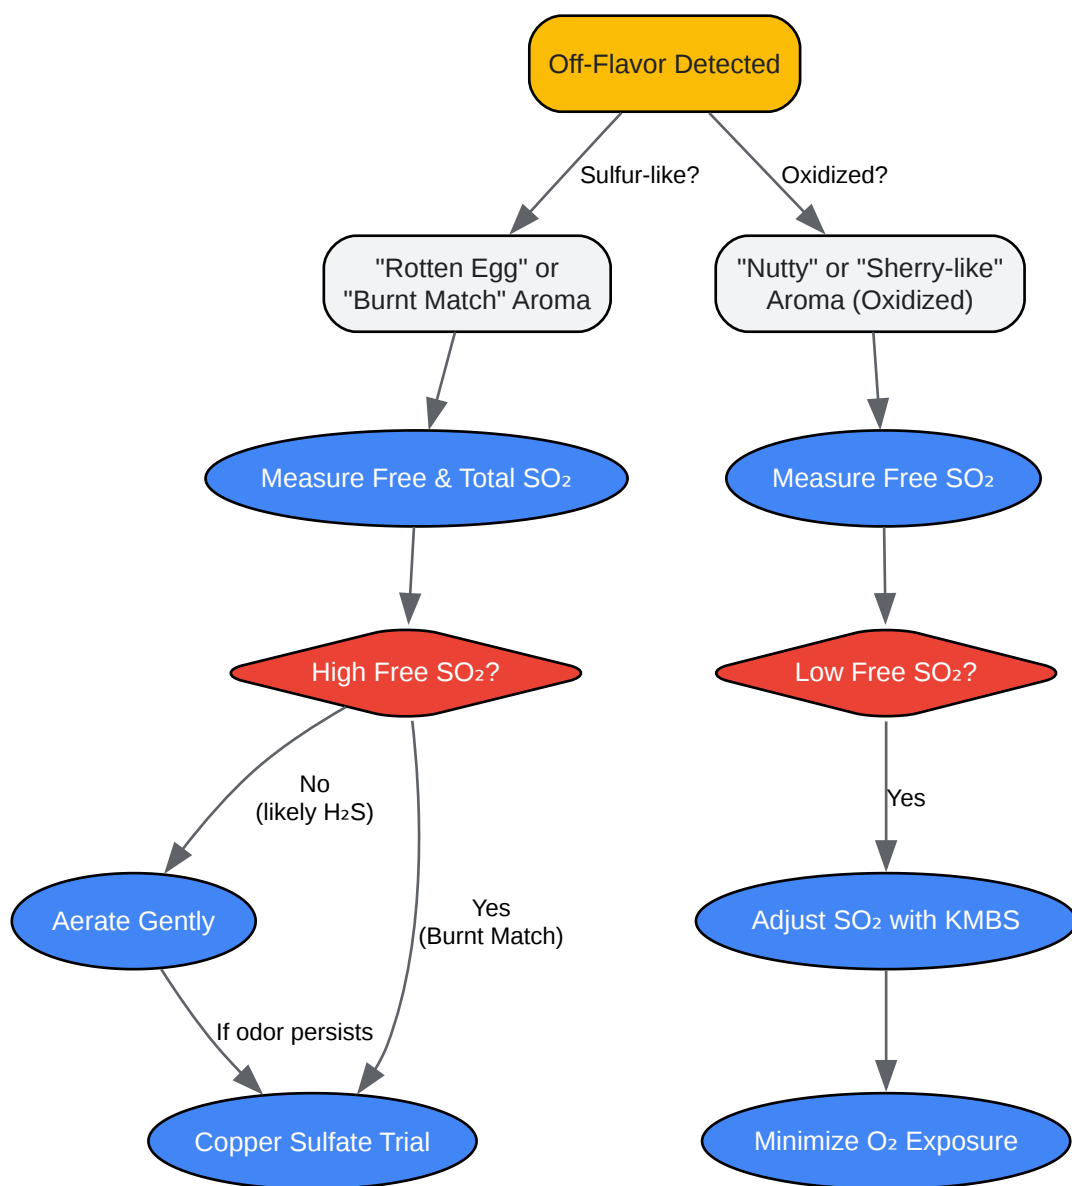 Off-Flavor Detected
Sulfur-like?
Oxidized?
"Rotten Egg" or
"Burnt Match" Aroma
"Nutty" or "Sherry-like"
Aroma (Oxidized)
Measure Free & Total SO₂
Measure Free SO₂
High Free SO₂?
Low Free SO₂?
No
(likely H₂S)
Yes
Aerate Gently
Yes
(Burnt Match)
Adjust SO₂ with KMBS
If odor persists
Copper Sulfate Trial
Minimize O₂ Exposure